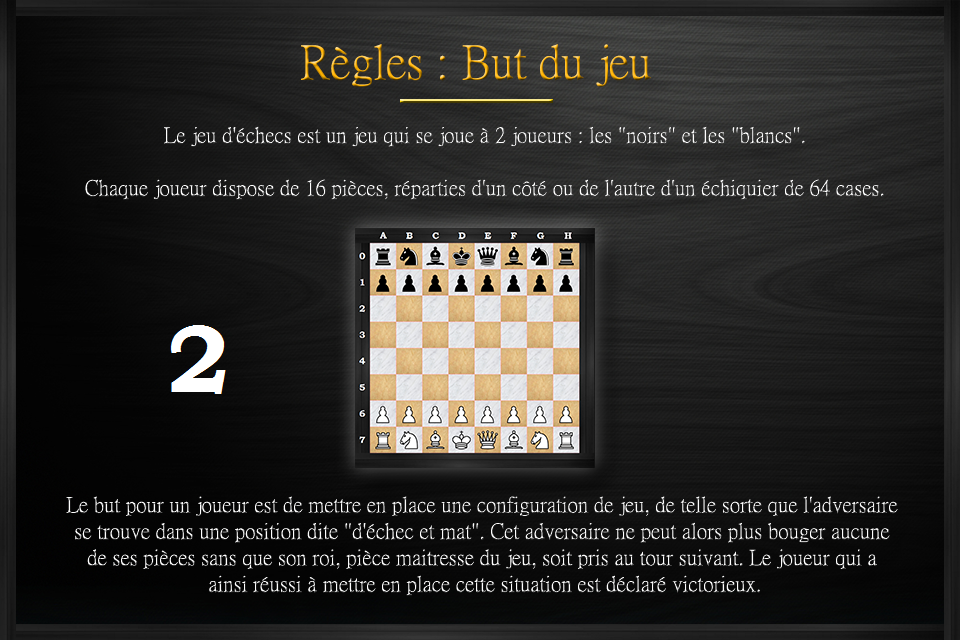 Règles : But du jeu
Le jeu d'échecs est un jeu qui se joue à 2 joueurs : les "noirs" et les "blancs".
Chaque joueur dispose de 16 pièces, réparties d'un côté ou de l'autre d'un échiquier de 64 cases.
A B C D E F G H
0
1
2
3
4
5
6
7
2
Le but pour un joueur est de mettre en place une configuration de jeu, de telle sorte que l'adversaire
se trouve dans une position dite "d'échec et mat". Cet adversaire ne peut alors plus bouger aucune
de ses pièces sans que son roi, pièce maitresse du jeu, soit pris au tour suivant. Le joueur qui a
ainsi réussi à mettre en place cette situation est déclaré victorieux.